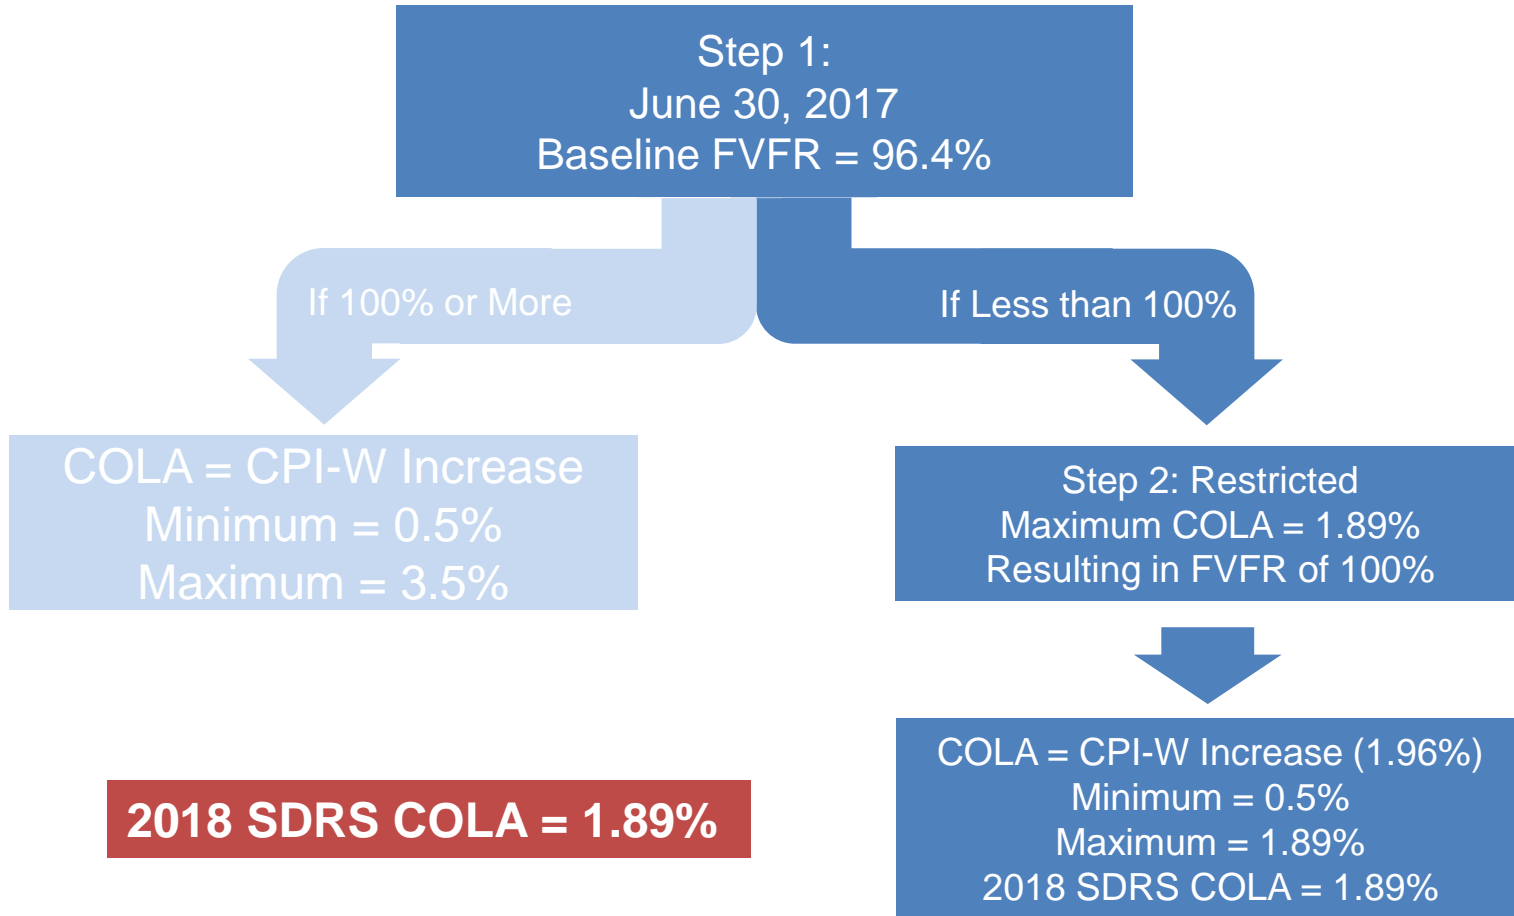 Step 1:
June 30, 2017
Baseline FVFR = 96.4%
If 100% or More
If Less than 100%
COLA = CPI-W Increase
Minimum = 0.5%
Maximum = 3.5%
Step 2: Restricted
Maximum COLA = 1.89%
Resulting in FVFR of 100%
COLA = CPI-W Increase (1.96%)
Minimum = 0.5%
Maximum = 1.89%
2018 SDRS COLA = 1.89%
2018 SDRS COLA = 1.89%